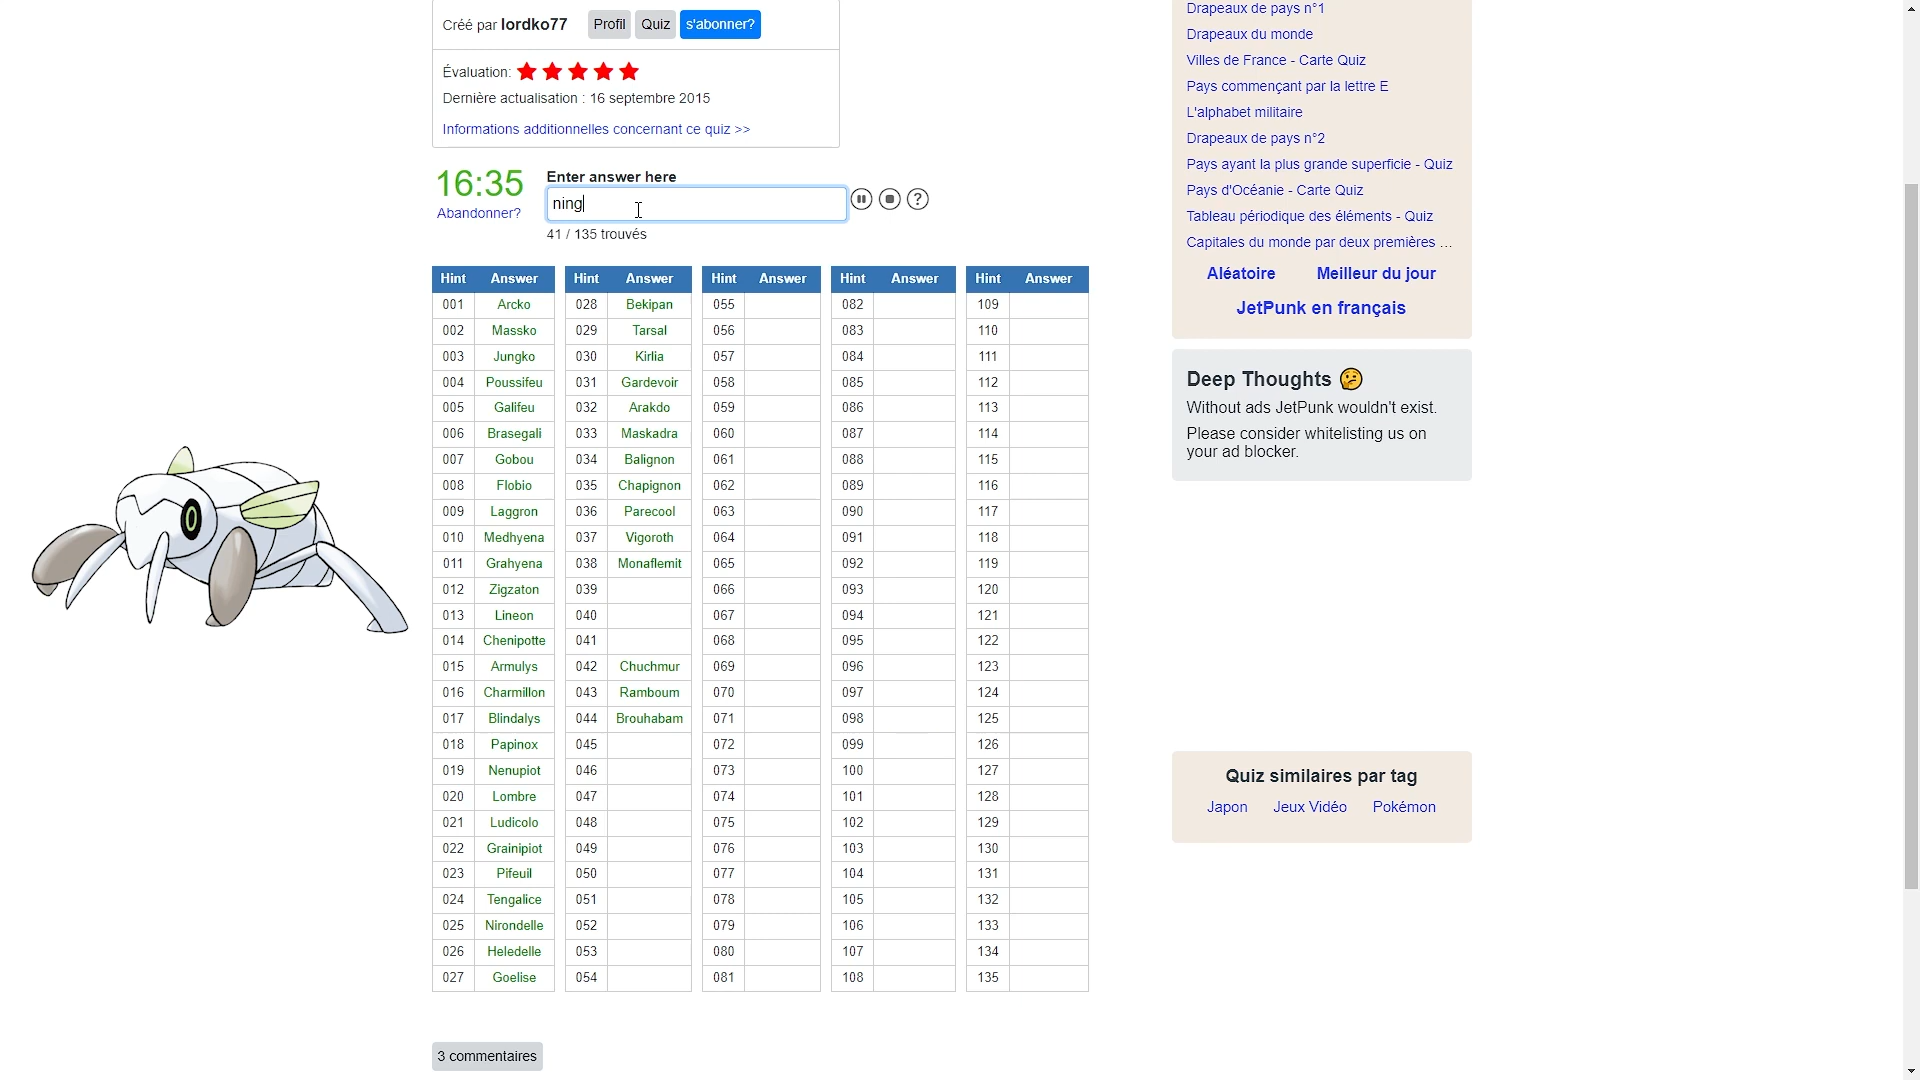 Créé par lordko77 Profil Quiz s'abonner?
Évaluation:
Dernière actualisation : 16 septembre 2015
Informations additionnelles concernant ce quiz >>
16:35
Abandonner?
Enter answer here
ning
41 / 135 trouvés
Hint Answer Hint Answer Hint Answer Hint Answer Hint Answer
001 Arcko 028 Bekipan 055 082 109
002 Massko 029 Tarsal 056 083 110
003 Jungko 030 Kirlia 057 084 111
004 Poussifeu 031 Gardevoir 058 085 112
005 Galifeu 032 Arakdo 059 086 113
006 Brasegali 033 Maskadra 060 087 114
007 Gobou 034 Balignon 061 088 115
008 Flobio 035 Chapignon 062 089 116
009 Laggron 036 Parecool 063 090 117
010 Medhyena 037 Vigoroth 064 091 118
011 Grahyena 038 Monaflemit 065 092 119
012 Zigzaton 039 066 093 120
013 Lineon 040 067 094 121
014 Chenipotte 041 068 095 122
015 Armulys 042 Chuchmur 069 096 123
016 Charmillon 043 Ramboum 070 097 124
017 Blindalys 044 Brouhabam 071 098 125
018 Papinox 045 072 099 126
019 Nenupiot 046 073 100 127
020 Lombre 047 074 101 128
021 Ludicolo 048 075 102 129
022 Grainipiot 049 076 103 130
023 Pifeuil 050 077 104 131
024 Tengalice 051 078 105 132
025 Nirondelle 052 079 106 133
026 Heledelle 053 080 107 134
027 Goelise 054 081 108 135
3 commentaires
Drapeaux de pays n°1
Drapeaux du monde
Villes de France - Carte Quiz
Pays commençant par la lettre E
L'alphabet militaire
Drapeaux de pays n°2
Pays ayant la plus grande superficie - Quiz
Pays d'Océanie - Carte Quiz
Tableau périodique des éléments - Quiz
Capitales du monde par deux premières ...
Aléatoire Meilleur du jour
JetPunk en français
Deep Thoughts
Without ads JetPunk wouldn't exist.
Please consider whitelisting us on
your ad blocker.
Quiz similaires par tag
Japon Jeux Vidéo Pokémon